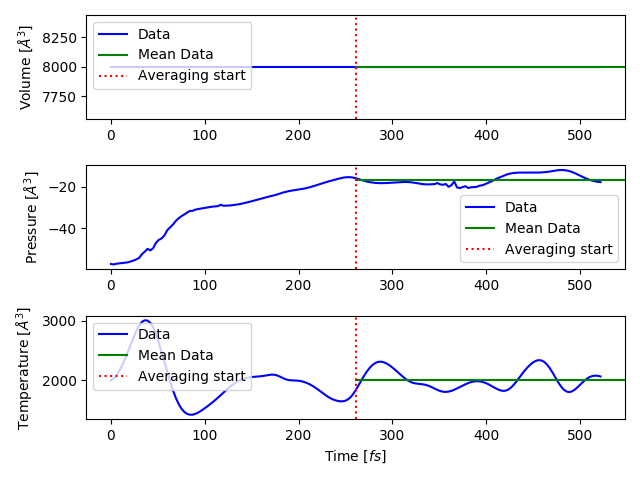 Volume [Å³]
8250
8000
7750
Data
Mean Data
Averaging start
0 100 200 300 400 500
Pressure [Å³]
−20
−40
Data
Mean Data
Averaging start
0 100 200 300 400 500
Temperature [Å³]
3000
2000
Data
Mean Data
Averaging start
0 100 200 300 400 500
Time [fs]